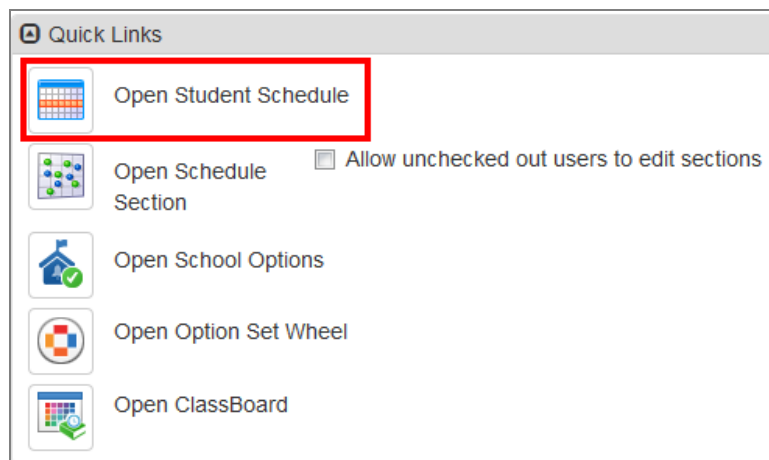 Quick Links
Open Student Schedule
Open Schedule
Section
Allow unchecked out users to edit sections
Open School Options
Open Option Set Wheel
Open ClassBoard